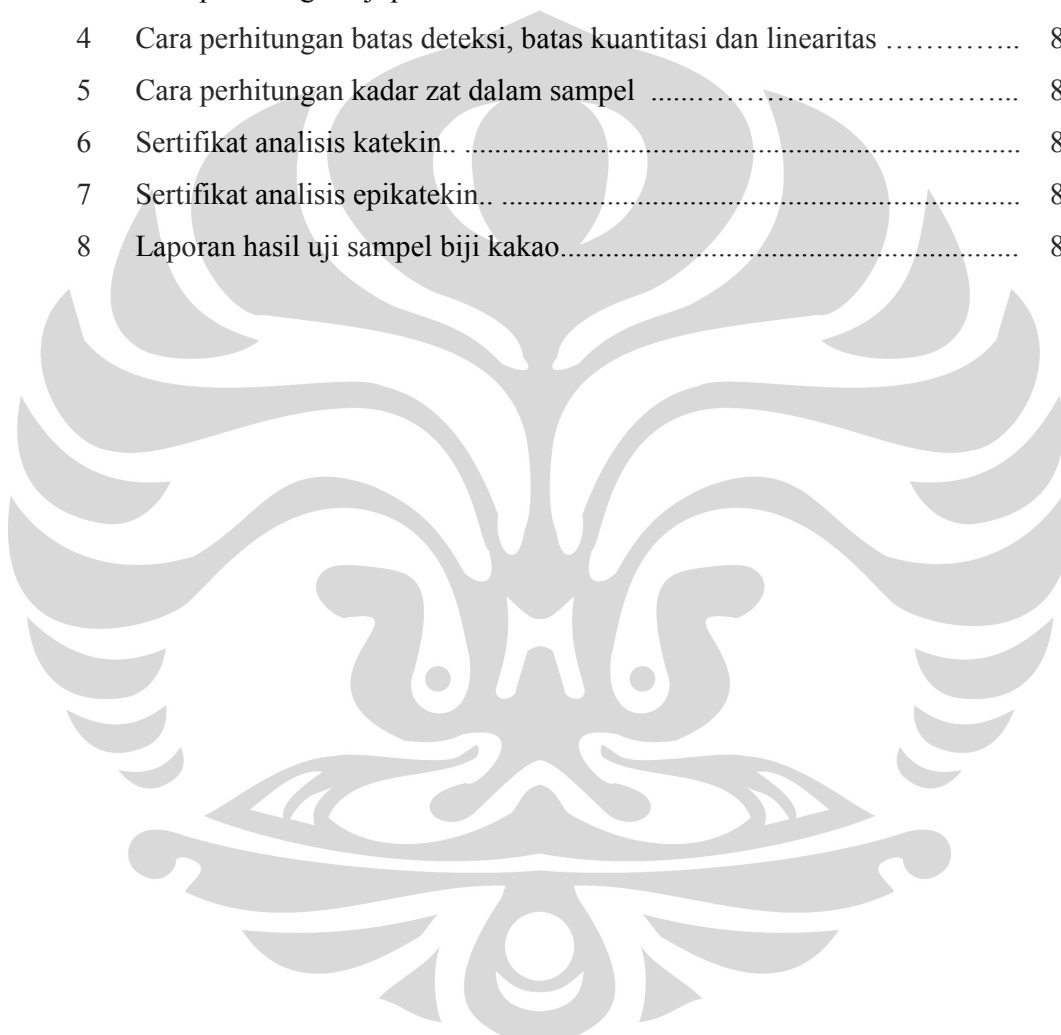 4 Cara perhitungan batas deteksi, batas kuantitasi dan linearitas ………….. 8
5 Cara perhitungan kadar zat dalam sampel ......…………………………... 8
6 Sertifikat analisis katekin.. ........................................................................ 8
7 Sertifikat analisis epikatekin.. ................................................................... 8
8 Laporan hasil uji sampel biji kakao........................................................... 8